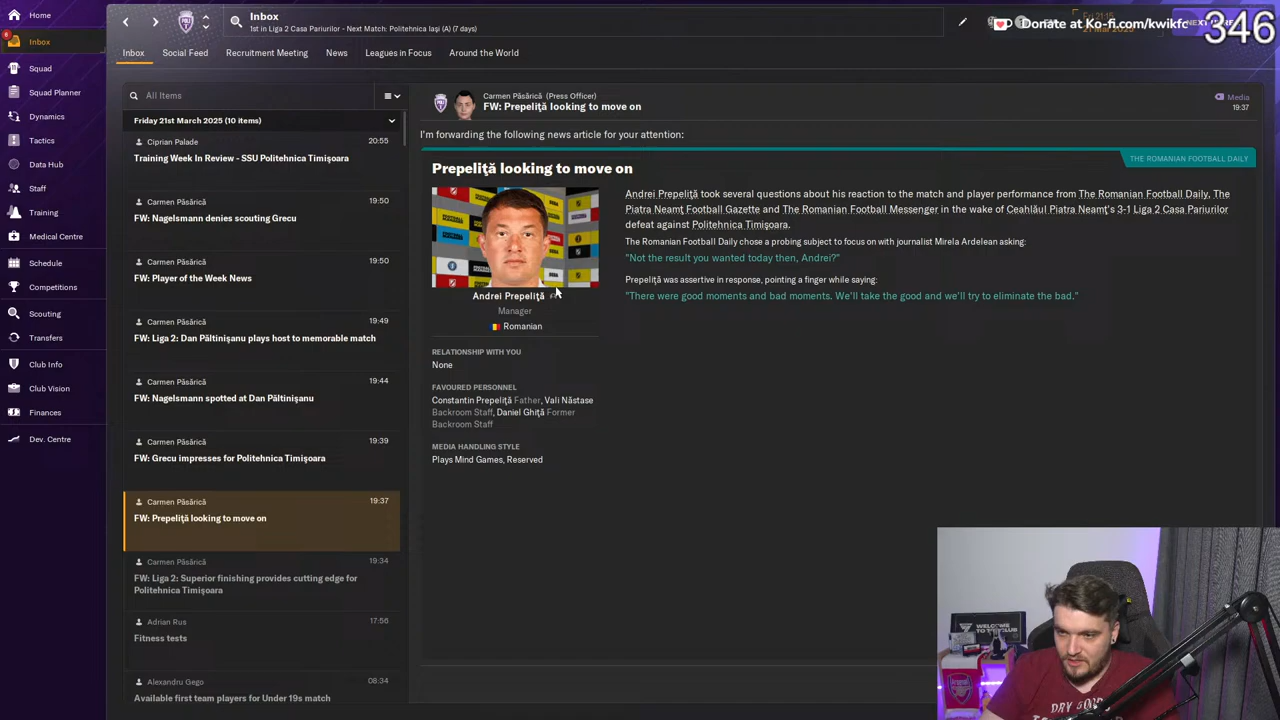 Home
6
Inbox
Squad
Squad Planner
Dynamics
Tactics
Data Hub
Staff
Training
Medical Centre
Schedule
Competitions
Scouting
Transfers
Club Info
Club Vision
Finances
Dev. Centre
POLI
Inbox
1st in Liga 2 Casa Pariurilor - Next Match: Politehnica Iaşi (A) (7 days)
Fri 21:15
21 Mar 2025
Donate at Ko-fi.com/kwikfc
346
Inbox
Social Feed
Recruitment Meeting
News
Leagues in Focus
Around the World
All Items
Friday 21st March 2025 (10 items)
Ciprian Palade
20:55
Training Week In Review - SSU Politehnica Timişoara
Carmen Păsărică
19:50
FW: Nagelsmann denies scouting Grecu
Carmen Păsărică
19:50
FW: Player of the Week News
Carmen Păsărică
19:49
FW: Liga 2: Dan Păltinişanu plays host to memorable match
Carmen Păsărică
19:44
FW: Nagelsmann spotted at Dan Păltinişanu
Carmen Păsărică
19:39
FW: Grecu impresses for Politehnica Timişoara
Carmen Păsărică
19:37
FW: Prepeliţă looking to move on
Carmen Păsărică
19:34
FW: Liga 2: Superior finishing provides cutting edge for
Politehnica Timişoara
Adrian Rus
17:56
Fitness tests
Alexandru Gego
08:34
Available first team players for Under 19s match
Carmen Păsărică (Press Officer)
FW: Prepeliţă looking to move on
Media
19:37
I'm forwarding the following news article for your attention:
THE ROMANIAN FOOTBALL DAILY
Prepeliţă looking to move on
Andrei Prepeliţă
Manager
Romanian
RELATIONSHIP WITH YOU
None
FAVOURED PERSONNEL
Constantin Prepeliţă Father, Vali Năstase
Backroom Staff, Daniel Ghiţă Former
Backroom Staff
MEDIA HANDLING STYLE
Plays Mind Games, Reserved
Andrei Prepeliţă took several questions about his reaction to the match and player performance from The Romanian Football Daily, The
Piatra Neamţ Football Gazette and The Romanian Football Messenger in the wake of Ceahlăul Piatra Neamţ's 3-1 Liga 2 Casa Pariurilor
defeat against Politehnica Timişoara.
The Romanian Football Daily chose a probing subject to focus on with journalist Mirela Ardelean asking:
"Not the result you wanted today then, Andrei?"
Prepeliţă was assertive in response, pointing a finger while saying:
"There were good moments and bad moments. We'll take the good and we'll try to eliminate the bad."
WELCOME